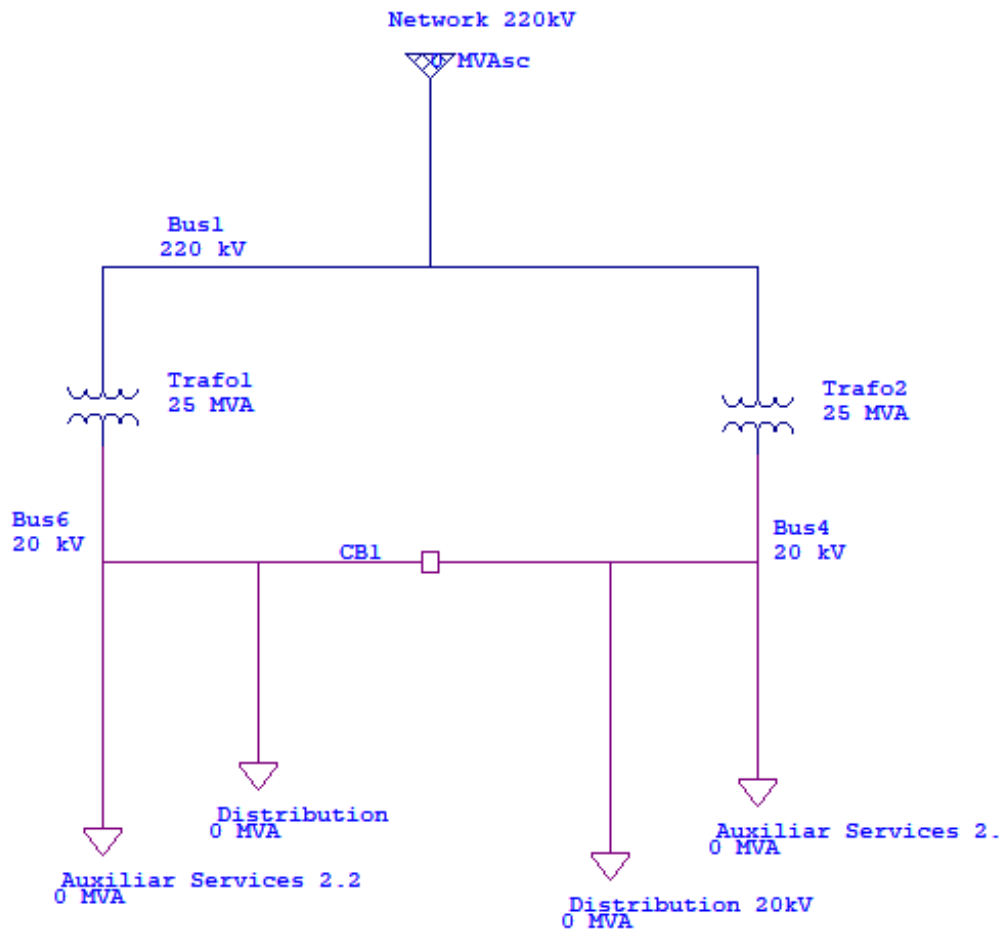 Network 220kV
0 MVAsc
Bus1
220 kV
Trafo1
25 MVA
Trafo2
25 MVA
Bus6
20 kV
CB1
Bus4
20 kV
Distribution
0 MVA
Auxiliar Services 2.
0 MVA
Auxiliar Services 2.2
0 MVA
Distribution 20kV
0 MVA